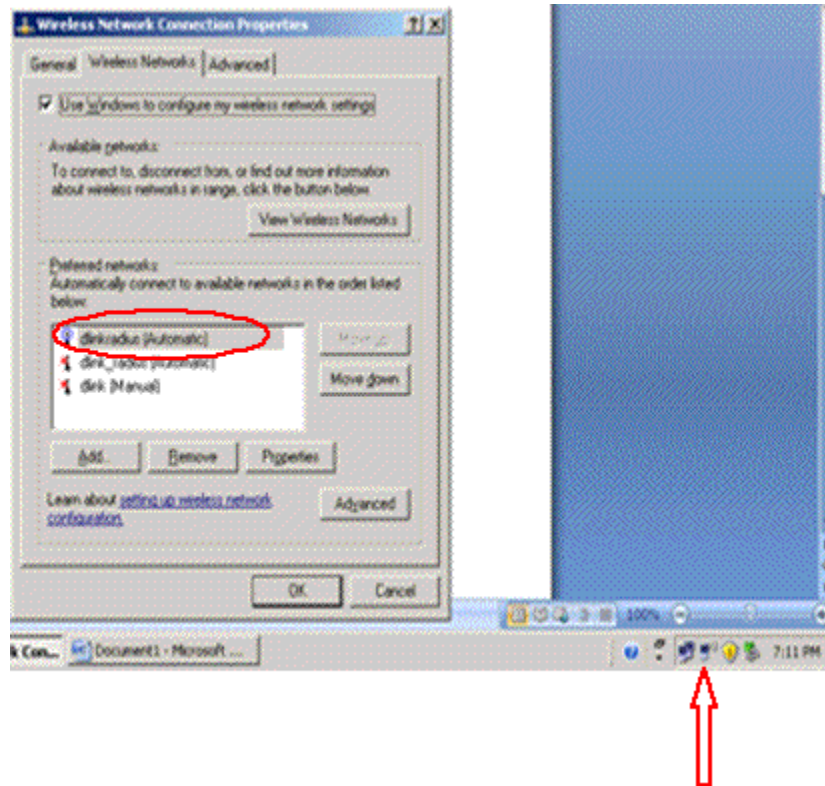 Wireless Network Connection Properties
General Wireless Networks Advanced
Use Windows to configure my wireless network settings
Available networks:
To connect to, disconnect from, or find out more information
about wireless networks in range, click the button below.
View Wireless Networks
Preferred networks:
Automatically connect to available networks in the order listed
below:
dlinkradius (Automatic)
Move up
dlink_radius (Automatic)
dlink (Manual)
Move down
Add... Remove Properties
Learn about setting up wireless network
configuration.
Advanced
OK Cancel
100%
k Con... Document1 - Microsoft ...
7:11 PM